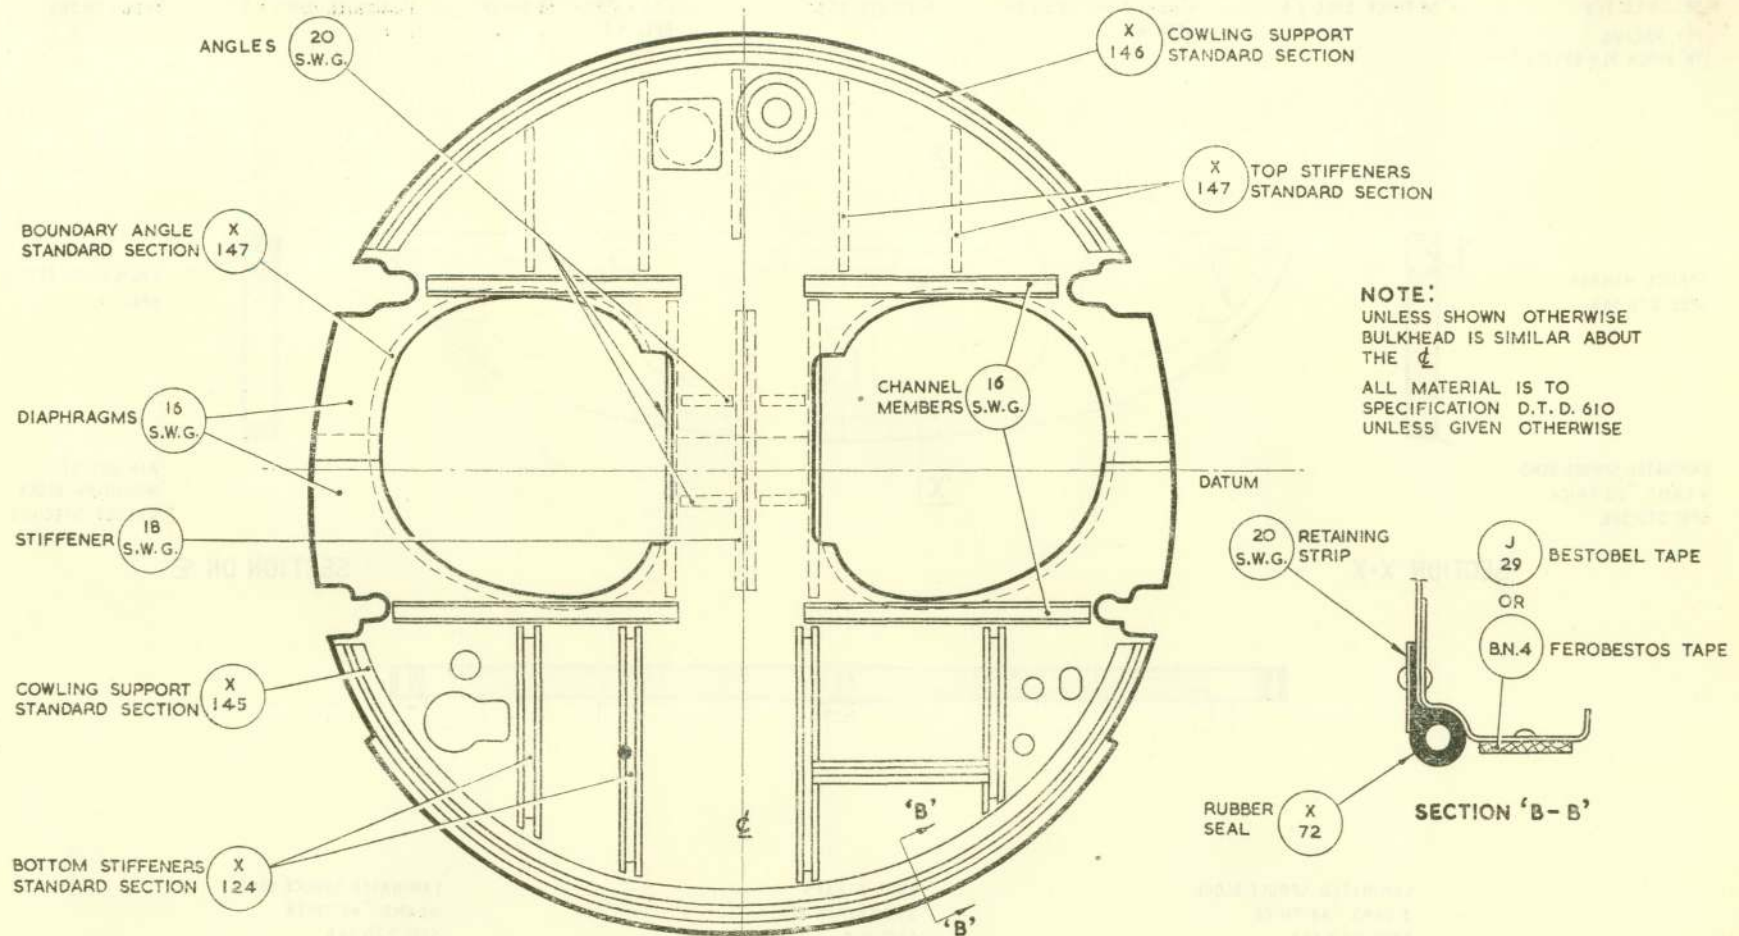 ANGLES
20
S.W.G.
X
146
COWLING SUPPORT
STANDARD SECTION
X
147
TOP STIFFENERS
STANDARD SECTION
BOUNDARY ANGLE
STANDARD SECTION
X
147
NOTE:
UNLESS SHOWN OTHERWISE
BULKHEAD IS SIMILAR ABOUT
THE ℄
ALL MATERIAL IS TO
SPECIFICATION D.T.D. 610
UNLESS GIVEN OTHERWISE
DIAPHRAGMS
16
S.W.G.
CHANNEL
MEMBERS
16
S.W.G.
DATUM
STIFFENER
18
S.W.G.
20
S.W.G.
RETAINING
STRIP
J
29
BESTOBEL TAPE
OR
B.N.4
FEROBESTOS TAPE
COWLING SUPPORT
STANDARD SECTION
X
145
RUBBER
SEAL
X
72
SECTION 'B-B'
BOTTOM STIFFENERS
STANDARD SECTION
X
124
℄
'B'
'B'